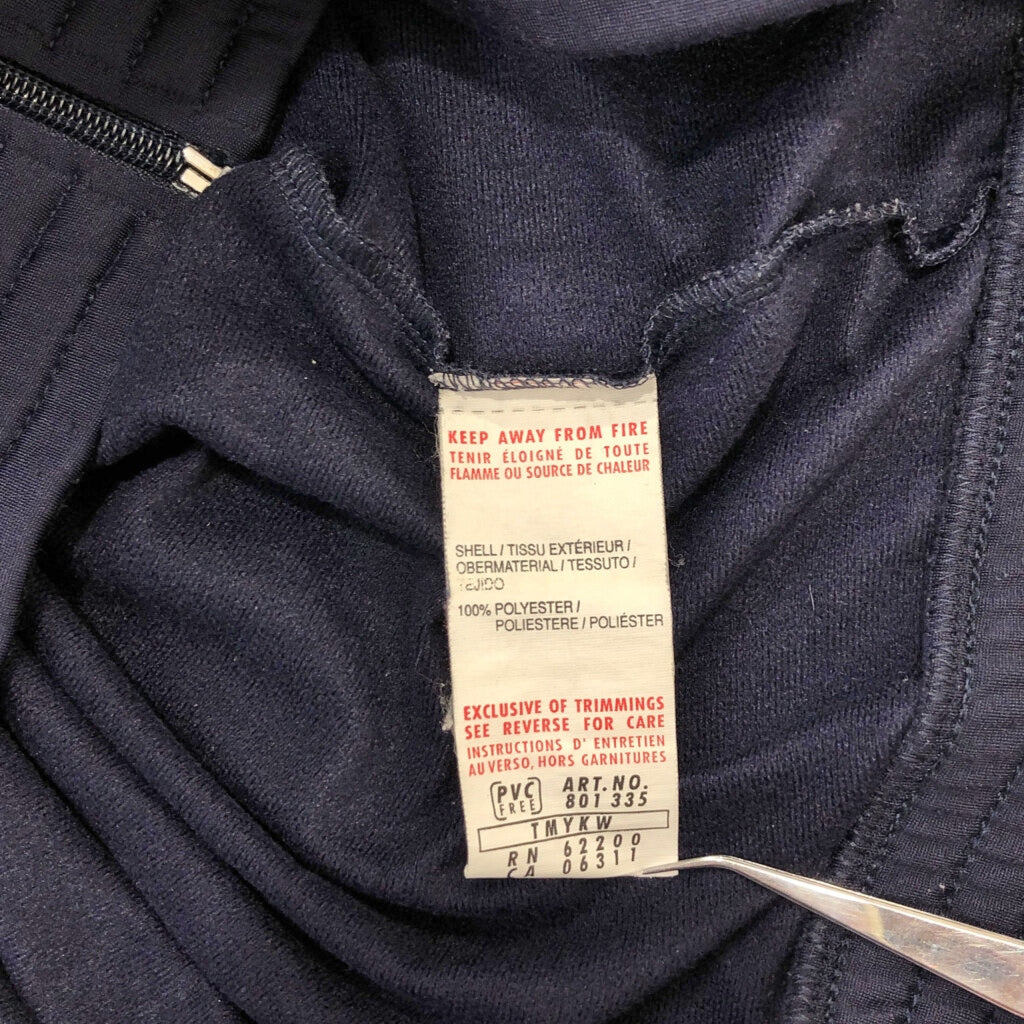 KEEP AWAY FROM FIRE
TENIR ÉLOIGNÉ DE TOUTE
FLAMME OU SOURCE DE CHALEUR
SHELL / TISSU EXTÉRIEUR /
OBERMATERIAL / TESSUTO /
TEJIDO
100% POLYESTER /
POLIESTERE / POLIÉSTER
EXCLUSIVE OF TRIMMINGS
SEE REVERSE FOR CARE
INSTRUCTIONS D' ENTRETIEN
AU VERSO, HORS GARNITURES
PVC
FREE
ART. NO.
801 335
TMYKW
RN 62200
CA 06311